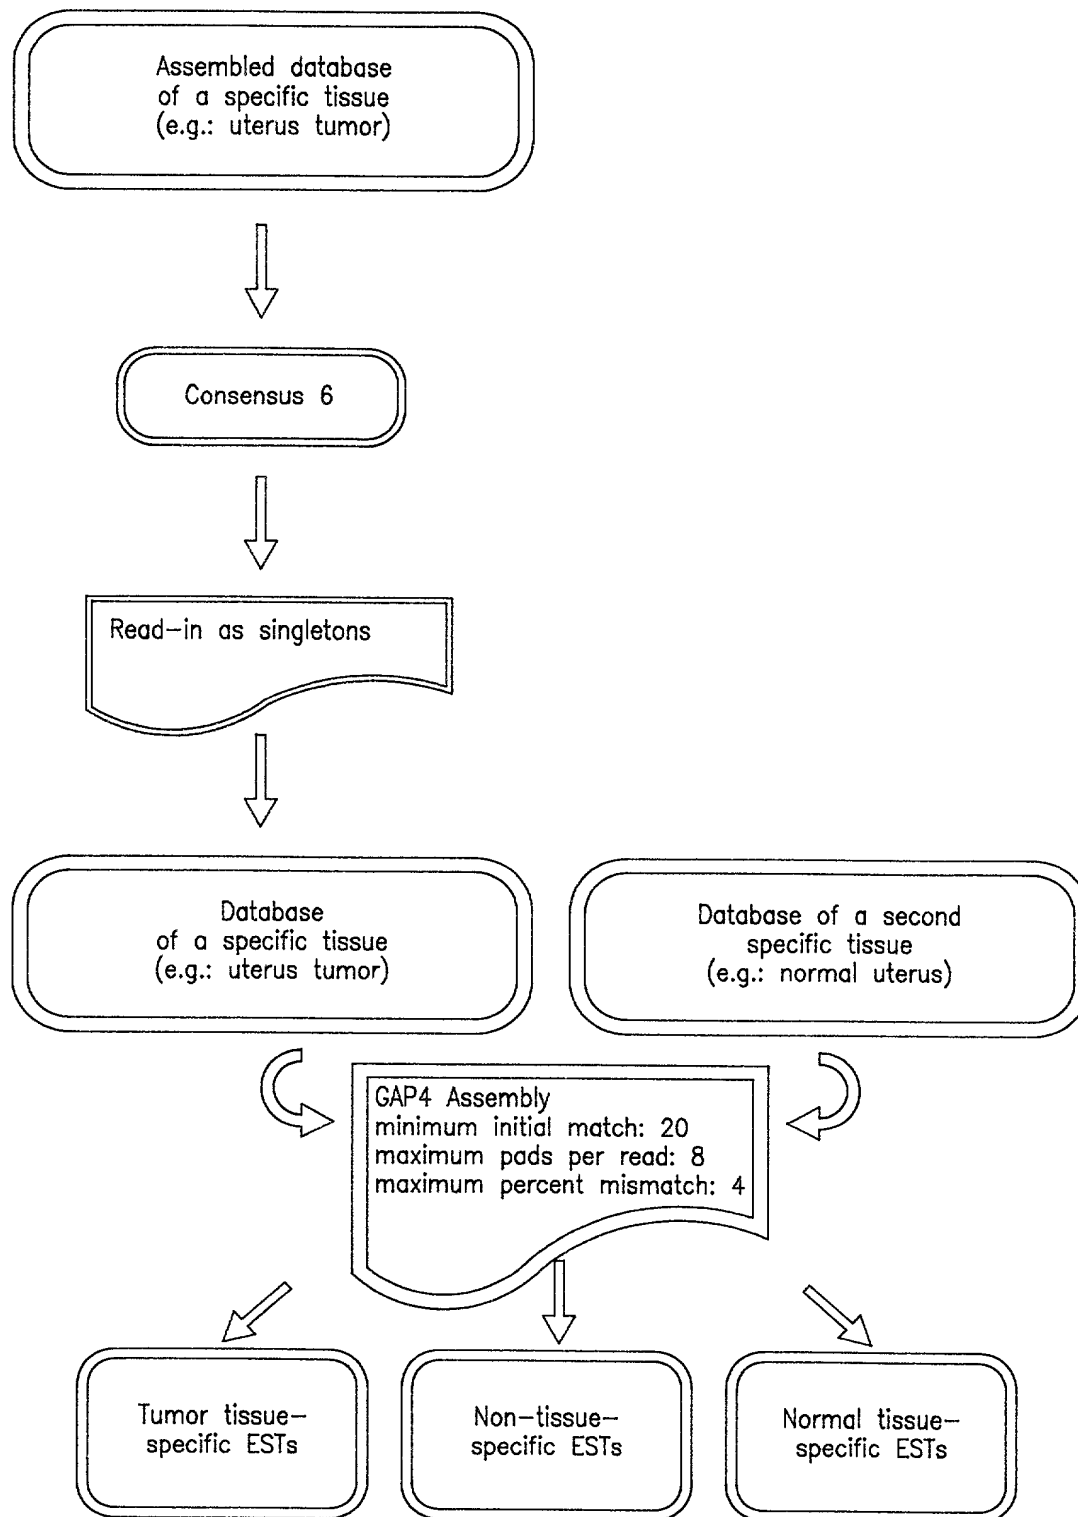 Assembled database
of a specific tissue
(e.g.: uterus tumor)
Consensus 6
Read-in as singletons
Database
of a specific tissue
(e.g.: uterus tumor)
Database of a second
specific tissue
(e.g.: normal uterus)
GAP4 Assembly
minimum initial match: 20
maximum pads per read: 8
maximum percent mismatch: 4
Tumor tissue-
specific ESTs
Non-tissue-
specific ESTs
Normal tissue-
specific ESTs